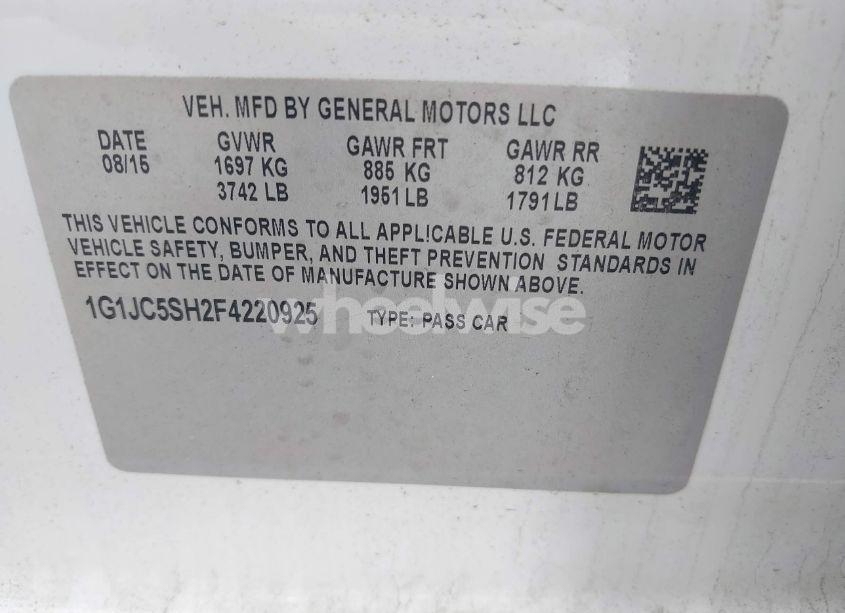 VEH. MFD BY GENERAL MOTORS LLC
DATE GVWR GAWR FRT GAWR RR
08/15 1697 KG 885 KG 812 KG
3742 LB 1951 LB 1791 LB
THIS VEHICLE CONFORMS TO ALL APPLICABLE U.S. FEDERAL MOTOR
VEHICLE SAFETY, BUMPER, AND THEFT PREVENTION STANDARDS IN
EFFECT ON THE DATE OF MANUFACTURE SHOWN ABOVE.
1G1JC5SH2F4220925 TYPE: PASS CAR
wheelwise